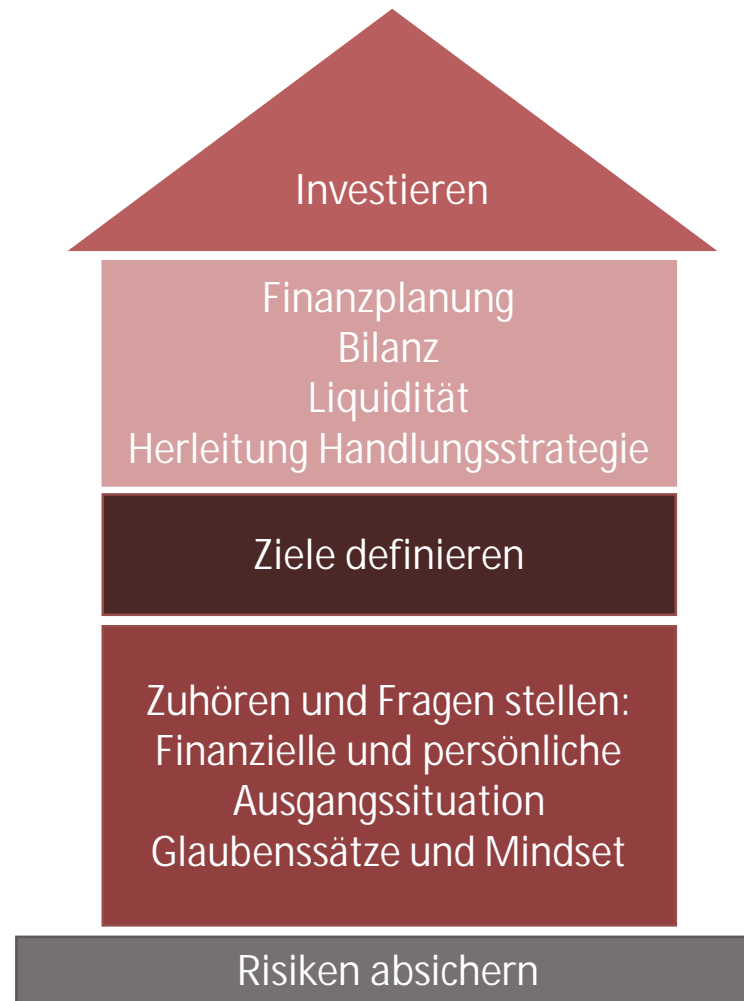 Investieren
Finanzplanung
Bilanz
Liquidität
Herleitung Handlungsstrategie
Ziele definieren
Zuhören und Fragen stellen:
Finanzielle und persönliche
Ausgangssituation
Glaubenssätze und Mindset
Risiken absichern